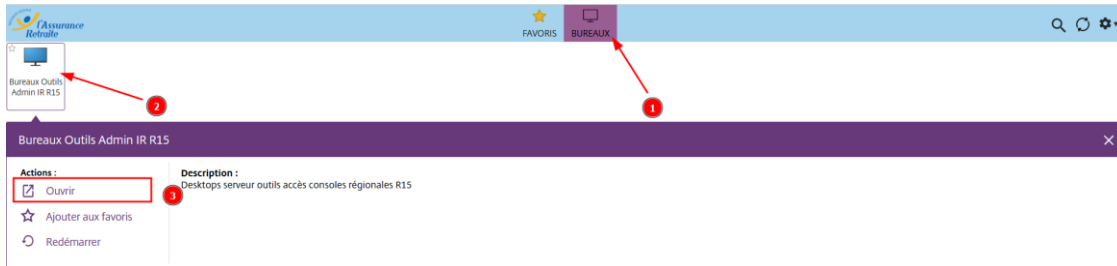 l'Assurance
Retraite
FAVORIS
BUREAUX
1
Bureaux Outils
Admin IR R15
2
Bureaux Outils Admin IR R15
Actions :
Description :
Ouvrir
Desktops serveur outils accès consoles régionales R15
3
Ajouter aux favoris
Redémarrer